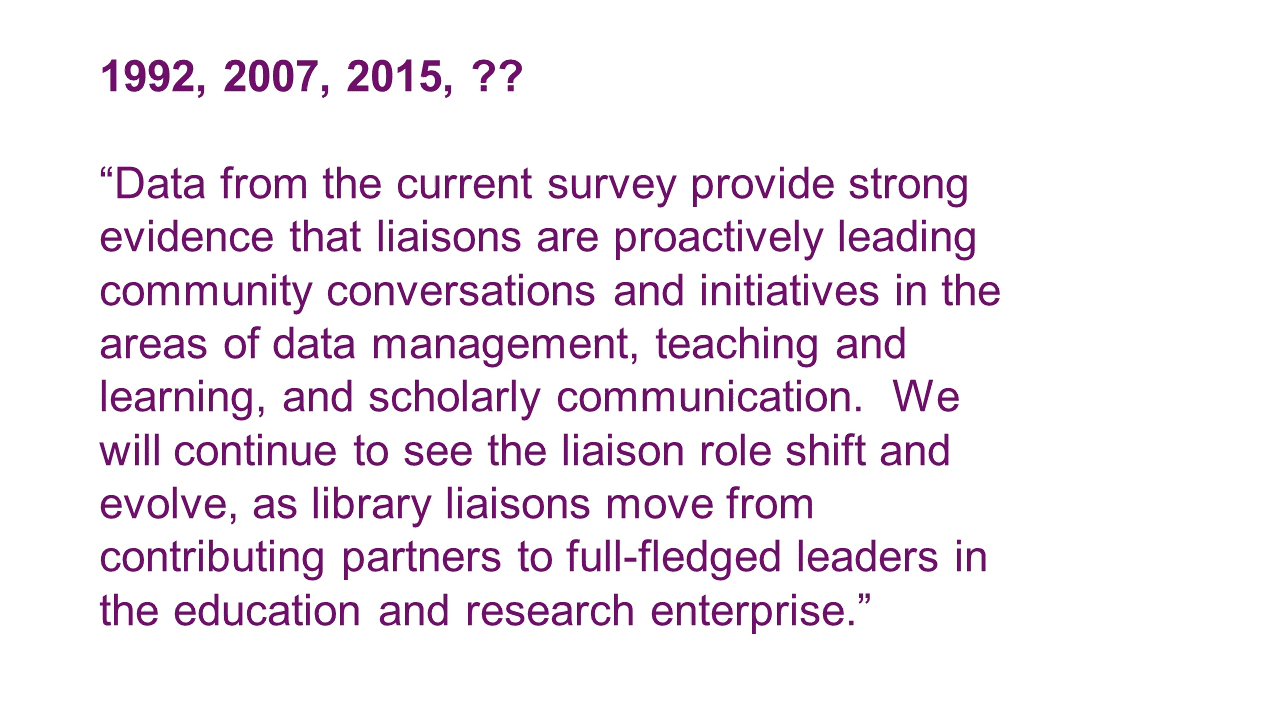 1992, 2007, 2015, ??
“Data from the current survey provide strong
evidence that liaisons are proactively leading
community conversations and initiatives in the
areas of data management, teaching and
learning, and scholarly communication.  We
will continue to see the liaison role shift and
evolve, as library liaisons move from
contributing partners to full-fledged leaders in
the education and research enterprise.”